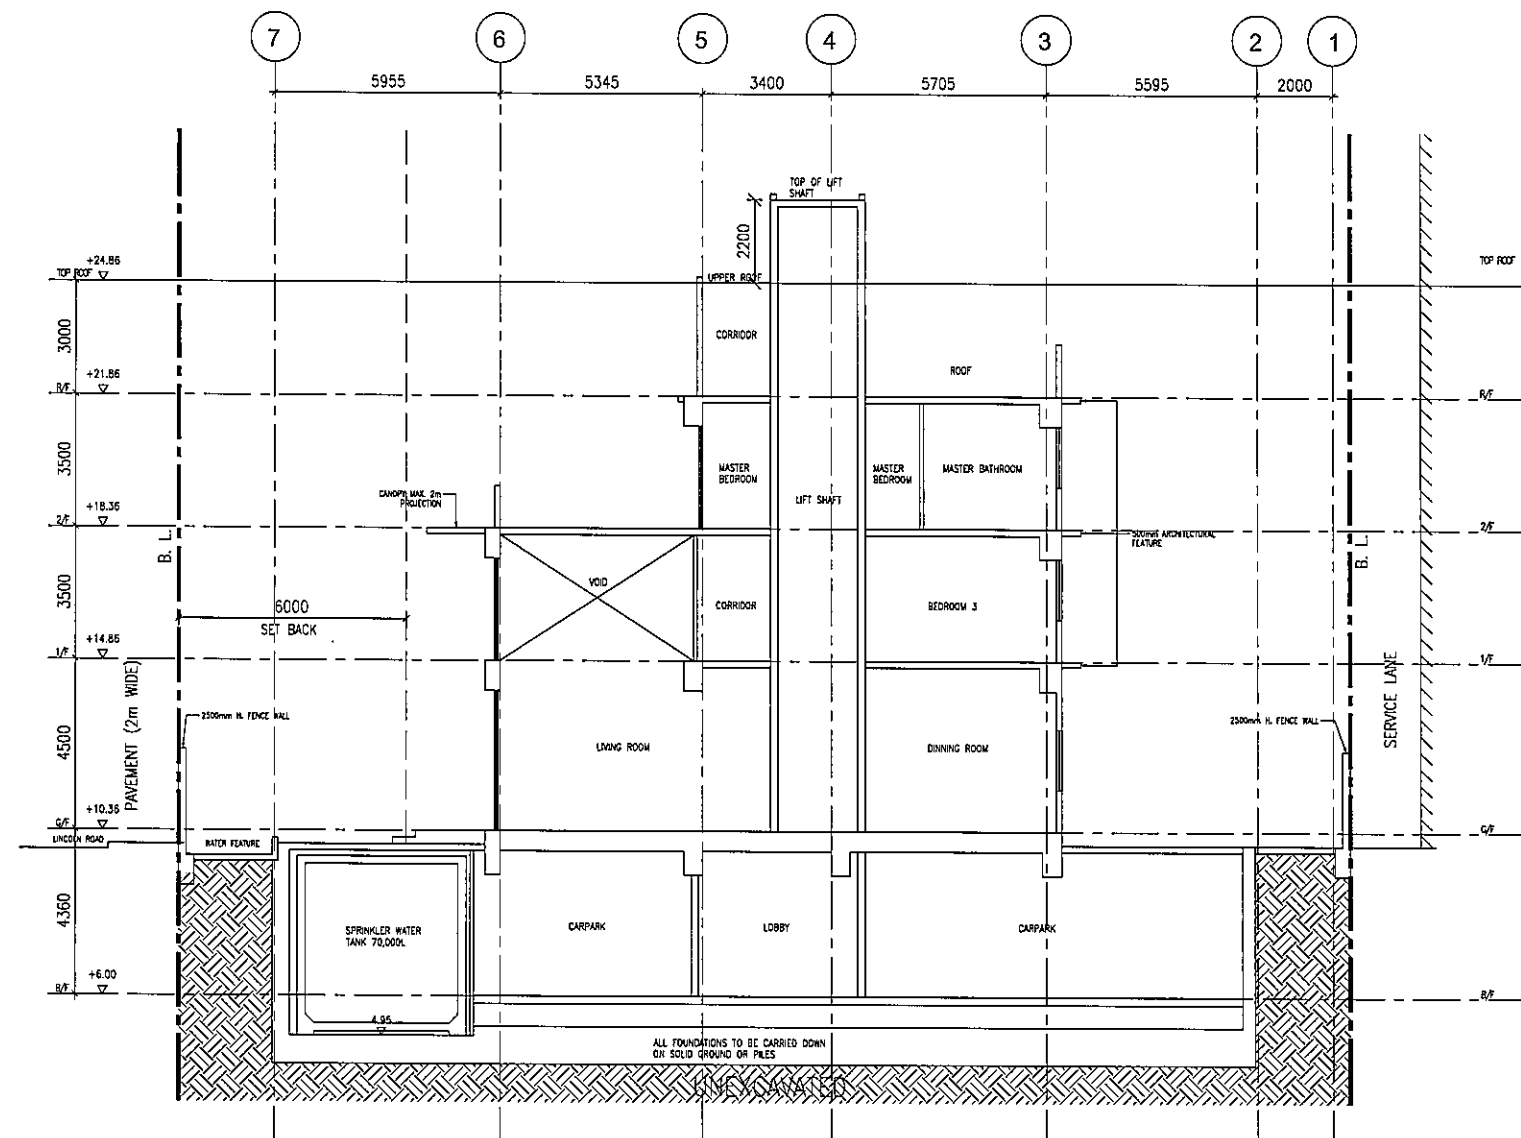 7
6
5
4
3
2
1
5955
5345
3400
5705
5595
2000
TOP OF LIFT
SHAFT
2200
+24.86
TOP ROOF
UPPER ROOF
TOP ROOF
3000
CORRIDOR
ROOF
+21.86
R/F
R/F
3500
MASTER
BEDROOM
MASTER
BEDROOM
MASTER BATHROOM
LIFT SHAFT
CANOPY MAX. 2m
PROJECTION
+18.36
2/F
2/F
500mm ARCHITECTURAL
FEATURE
B. L.
B. L.
3500
VOID
CORRIDOR
BEDROOM 3
6000
SET BACK
+14.86
1/F
1/F
PAVEMENT (2m WIDE)
SERVICE LANE
2500mm H. FENCE WALL
2500mm H. FENCE WALL
4500
LIVING ROOM
DINNING ROOM
+10.36
G/F
G/F
LINCOLN ROAD
WATER FEATURE
4360
SPRINKLER WATER
TANK 70,000L
CARPARK
LOBBY
CARPARK
+6.00
B/F
B/F
4.95
ALL FOUNDATIONS TO BE CARRIED DOWN
ON SOLID GROUND OR PILES
UNEXCAVATED